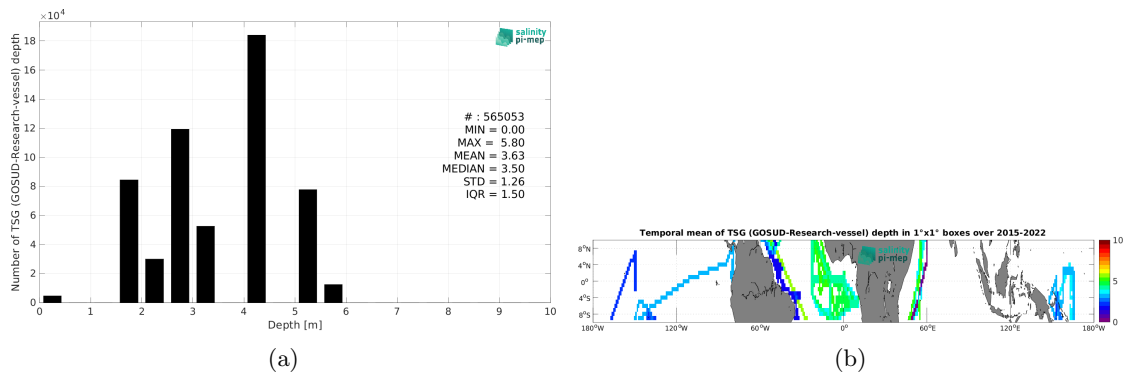 ×10⁴
18
16
14
12
10
8
6
4
2
0
Number of TSG (GOSUD-Research-vessel) depth
0 1 2 3 4 5 6 7 8 9 10
Depth [m]
salinity
pi-mep
# : 565053
MIN = 0.00
MAX = 5.80
MEAN = 3.63
MEDIAN = 3.50
STD = 1.26
IQR = 1.50
(a)
Temporal mean of TSG (GOSUD-Research-vessel) depth in 1°x1° boxes over 2015-2022
salinity
pi-mep
8°N
4°N
0°
4°S
8°S
180°W 120°W 60°W 0° 60°E 120°E 180°W
10
5
0
(b)